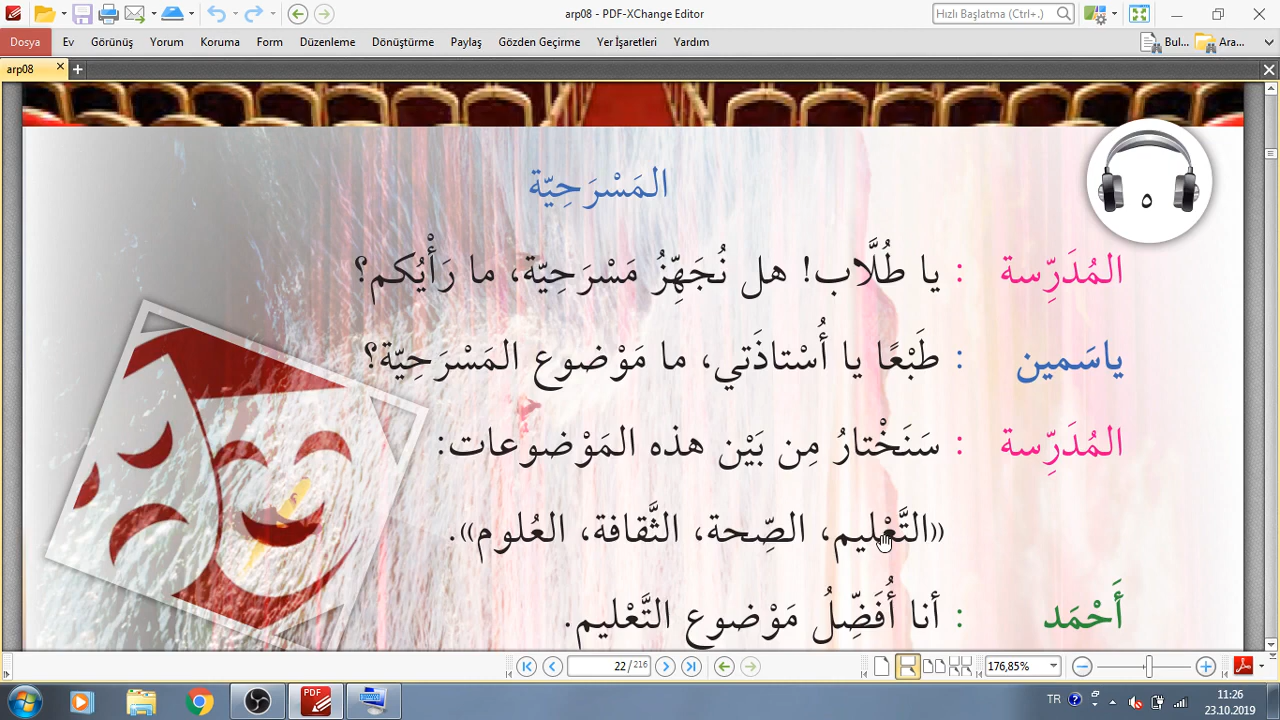 arp08 - PDF-XChange Editor
Hızlı Başlatma (Ctrl+.)
Dosya Ev Görünüş Yorum Koruma Form Düzenleme Dönüştürme Paylaş Gözden Geçirme Yer İşaretleri Yardım Bul... Ara...
arp08
٥
المَسْرَحِيّة
المُدَرِّسة : يا طُلَّاب! هل نُجَهِّزُ مَسْرَحِيّة، ما رَأْيُكم؟
ياسَمين : طَبْعًا يا أُسْتاذَتي، ما مَوْضوع المَسْرَحِيّة؟
المُدَرِّسة : سَنَخْتارُ مِن بَيْن هذه المَوْضوعات:
«التَّعْليم، الصِّحة، الثَّقافة، العُلوم».
أَحْمَد : أنا أُفَضِّلُ مَوْضوع التَّعْليم.
22 / 216
176,85%
PDF
TR
11:26
23.10.2019